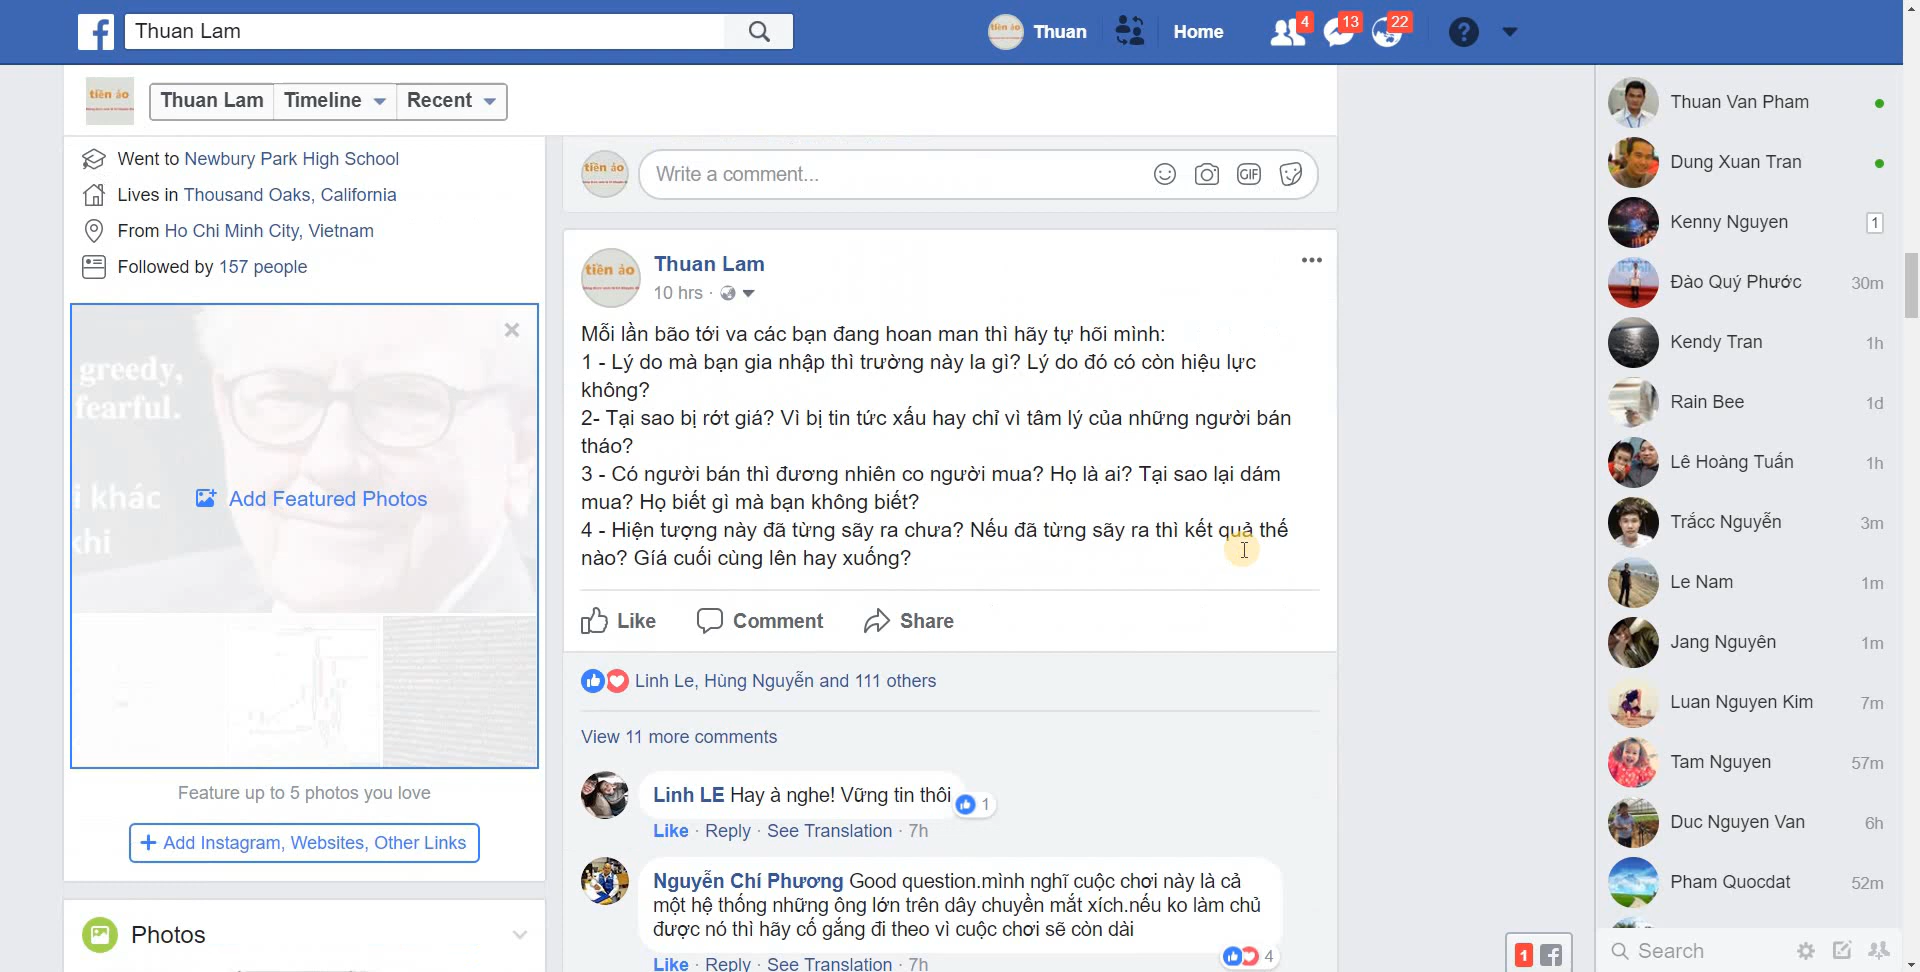 Thuan Lam
Thuan
Home
4
13
22
tiền ảo
Thuan Lam
Timeline
Recent
Went to Newbury Park High School
Lives in Thousand Oaks, California
From Ho Chi Minh City, Vietnam
Followed by 157 people
greedy,
fearful.
i khác
khi
Add Featured Photos
Feature up to 5 photos you love
+ Add Instagram, Websites, Other Links
Photos
tiền ảo
Write a comment...
GIF
tiền ảo
Thuan Lam
10 hrs ·
Mỗi lần bão tới va các bạn đang hoan man thì hãy tự hõi mình:
1 - Lý do mà bạn gia nhập thì trường này la gì? Lý do đó có còn hiệu lực
không?
2- Tại sao bị rớt giá? Vì bị tin tức xấu hay chỉ vì tâm lý của những người bán
tháo?
3 - Có người bán thì đương nhiên co người mua? Họ là ai? Tại sao lại dám
mua? Họ biết gì mà bạn không biết?
4 - Hiện tượng này đã từng sãy ra chưa? Nếu đã từng sãy ra thì kết quả thế
nào? Gíá cuối cùng lên hay xuống?
Like
Comment
Share
Linh Le, Hùng Nguyễn and 111 others
View 11 more comments
Linh LE Hay à nghe! Vững tin thôi
1
Like · Reply · See Translation · 7h
Nguyễn Chí Phương Good question.mình nghĩ cuộc chơi này là cả
một hệ thống những ông lớn trên dây chuyền mắt xích.nếu ko làm chủ
được nó thì hãy cố gắng đi theo vì cuộc chơi sẽ còn dài
4
Like · Reply · See Translation · 7h
Thuan Van Pham
Dung Xuan Tran
Kenny Nguyen
1
Đào Quý Phước
30m
Kendy Tran
1h
Rain Bee
1d
Lê Hoàng Tuấn
1h
Trắcc Nguyễn
3m
Le Nam
1m
Jang Nguyên
1m
Luan Nguyen Kim
7m
Tam Nguyen
57m
Duc Nguyen Van
6h
Pham Quocdat
52m
1
Search